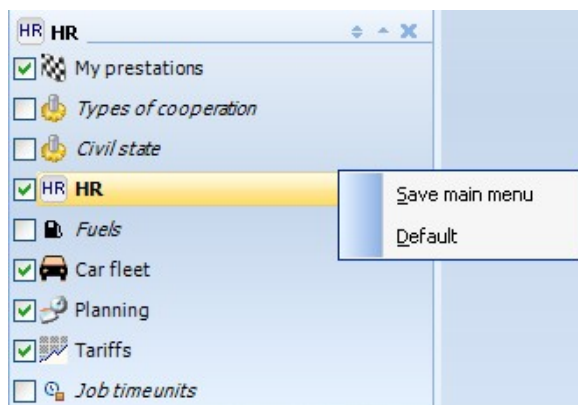 HR HR
My prestations
Types of cooperation
Civil state
HR HR
Save main menu
Default
Fuels
Car fleet
Planning
Tariffs
Job timeunits